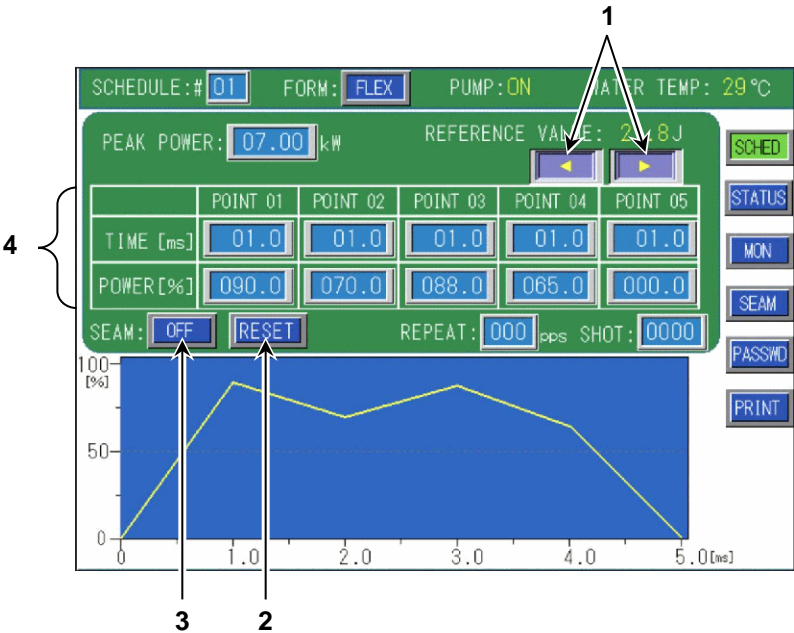 1
SCHEDULE:# 01 FORM: FLEX PUMP:ON WATER TEMP: 29°C
PEAK POWER: 07.00 kW REFERENCE VALUE: 8J
◄ ►
SCHED
STATUS
MON
SEAM
PASSWD
PRINT
4
POINT 01 POINT 02 POINT 03 POINT 04 POINT 05
TIME [ms] 01.0 01.0 01.0 01.0 01.0
POWER[%] 090.0 070.0 088.0 065.0 000.0
SEAM: OFF RESET REPEAT: 000 pps SHOT: 0000
100
[%]
50
0
0 1.0 2.0 3.0 4.0 5.0[ms]
3 2